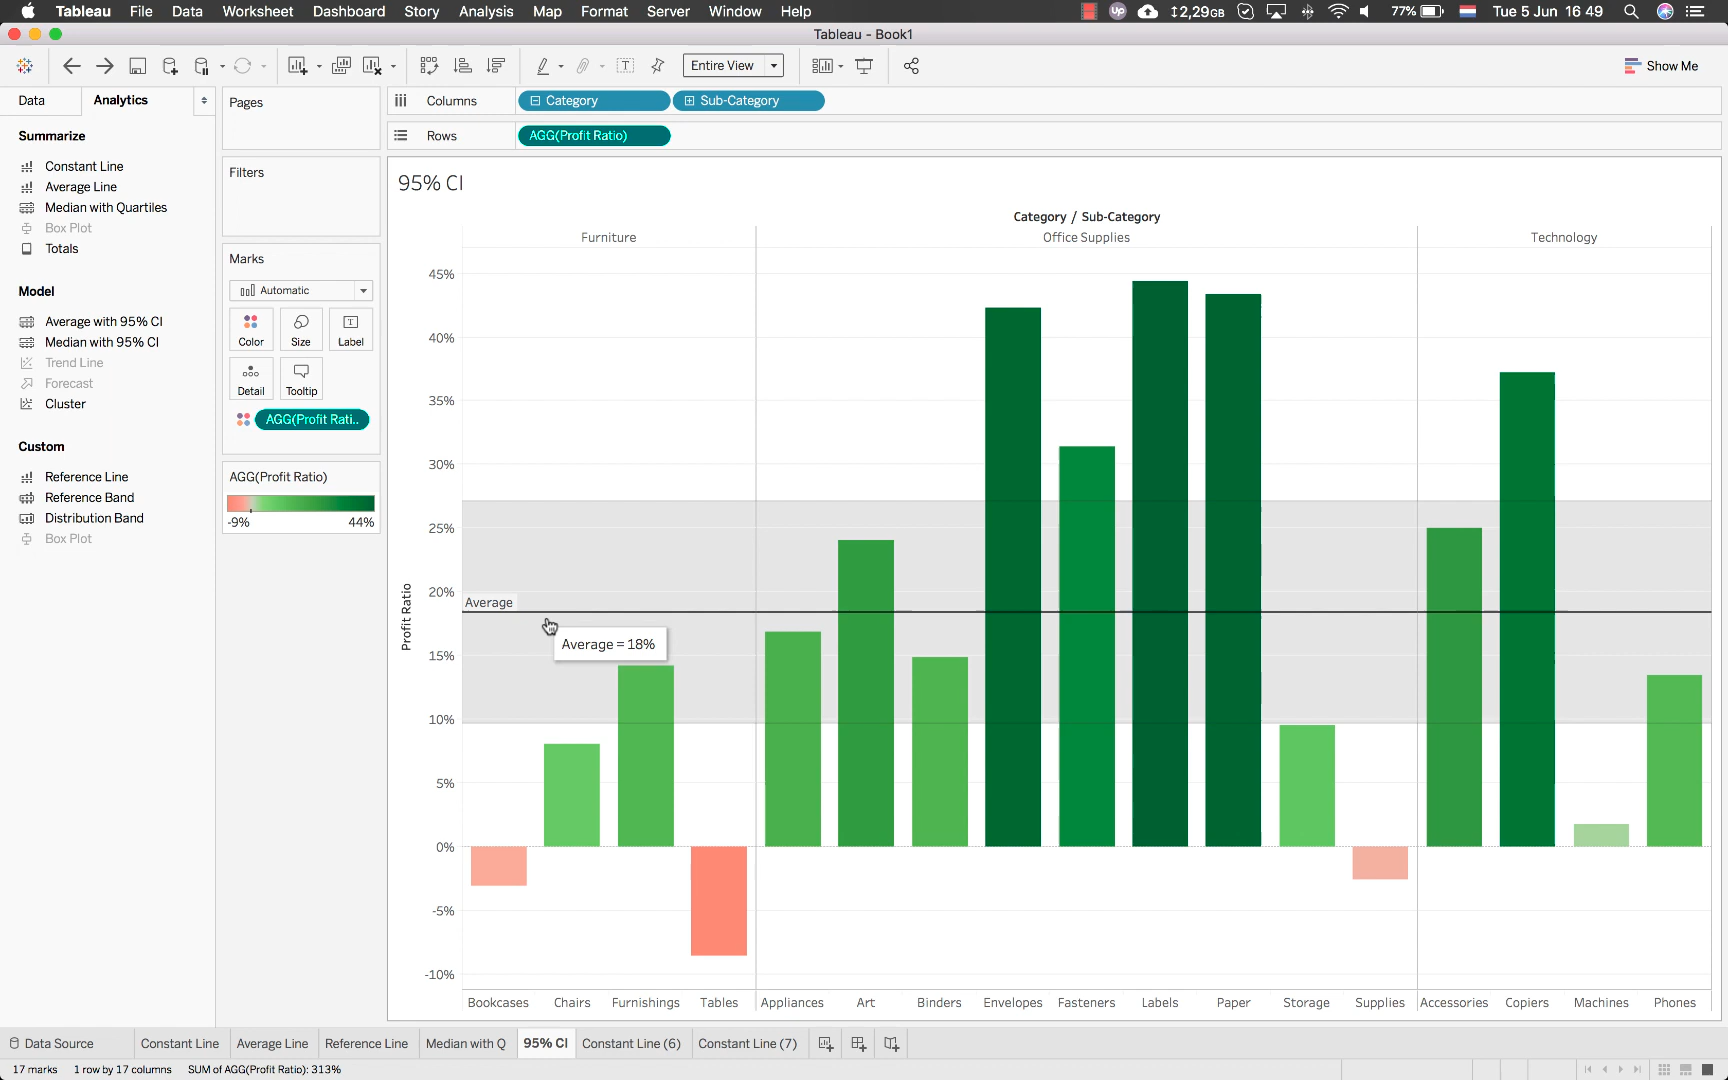 Tableau File Data Worksheet Dashboard Story Analysis Map Format Server Window Help Up 2,29GB 77% Tue 5 Jun 16 49
Tableau - Book1
Entire View Show Me
Data Analytics
Summarize
Constant Line
Average Line
Median with Quartiles
Box Plot
Totals
Model
Average with 95% CI
Median with 95% CI
Trend Line
Forecast
Cluster
Custom
Reference Line
Reference Band
Distribution Band
Box Plot
Pages
Filters
Marks
Automatic
Color Size Label
Detail Tooltip
AGG(Profit Rati..
AGG(Profit Ratio)
-9% 44%
Columns Category Sub-Category
Rows AGG(Profit Ratio)
95% CI
Category / Sub-Category
Furniture Office Supplies Technology
45%
40%
35%
30%
25%
20%
15%
10%
5%
0%
-5%
-10%
Profit Ratio
Average
Average = 18%
Bookcases Chairs Furnishings Tables Appliances Art Binders Envelopes Fasteners Labels Paper Storage Supplies Accessories Copiers Machines Phones
Data Source Constant Line Average Line Reference Line Median with Q 95% CI Constant Line (6) Constant Line (7)
17 marks 1 row by 17 columns SUM of AGG(Profit Ratio): 313%